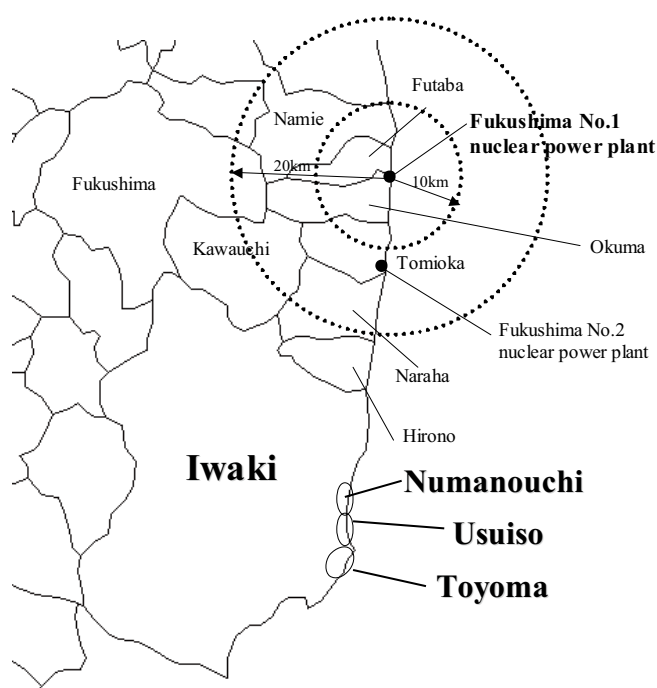 Futaba
Namie
Fukushima No.1
nuclear power plant
20km
10km
Fukushima
Okuma
Kawauchi
Tomioka
Fukushima No.2
nuclear power plant
Naraha
Hirono
Iwaki
Numanouchi
Usuiso
Toyoma